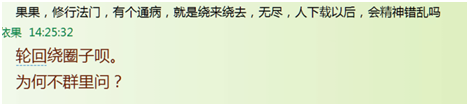 果果，修行法门，有个通病，就是绕来绕去，无尽，人下载以后，会精神错乱吗
浓果 14:25:32
轮回绕圈子呗。
为何不群里问？